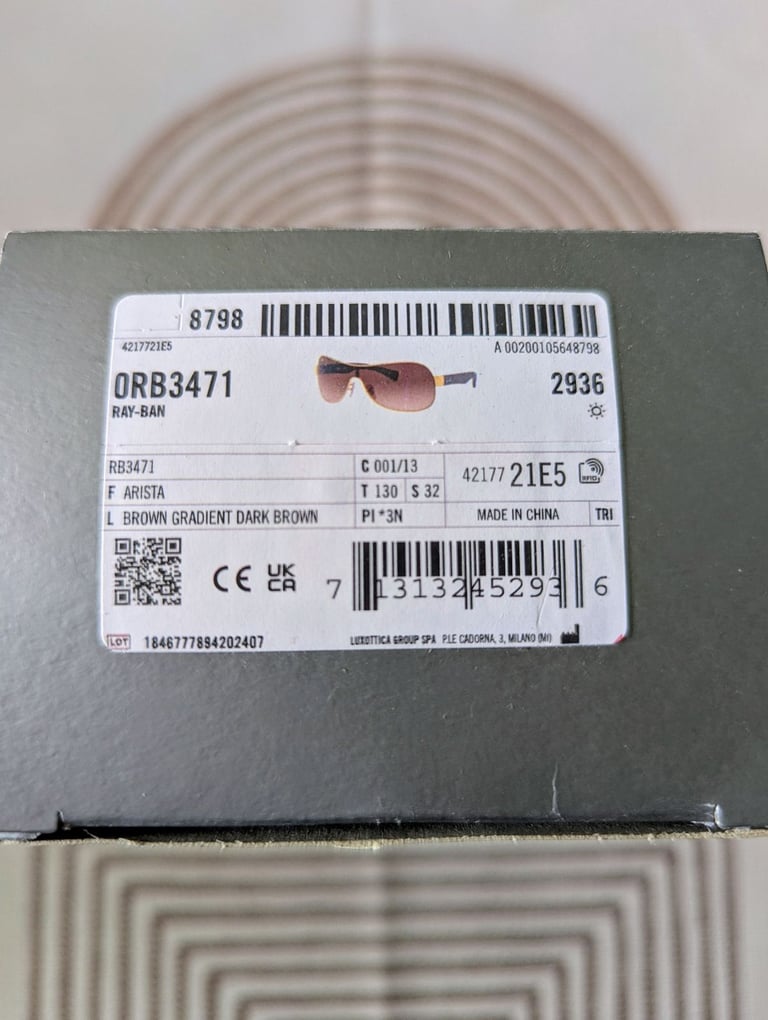 8798
4217721E5
A 00200105648798
0RB3471
2936
RAY-BAN
RB3471
C 001/13
42177 21E5
RFID
F ARISTA
T 130
S 32
L BROWN GRADIENT DARK BROWN
PI *3N
MADE IN CHINA
TRI
CE UK CA
7 13132 45293 6
LOT 1846777894202407
LUXOTTICA GROUP SPA P.LE CADORNA, 3, MILANO (MI)